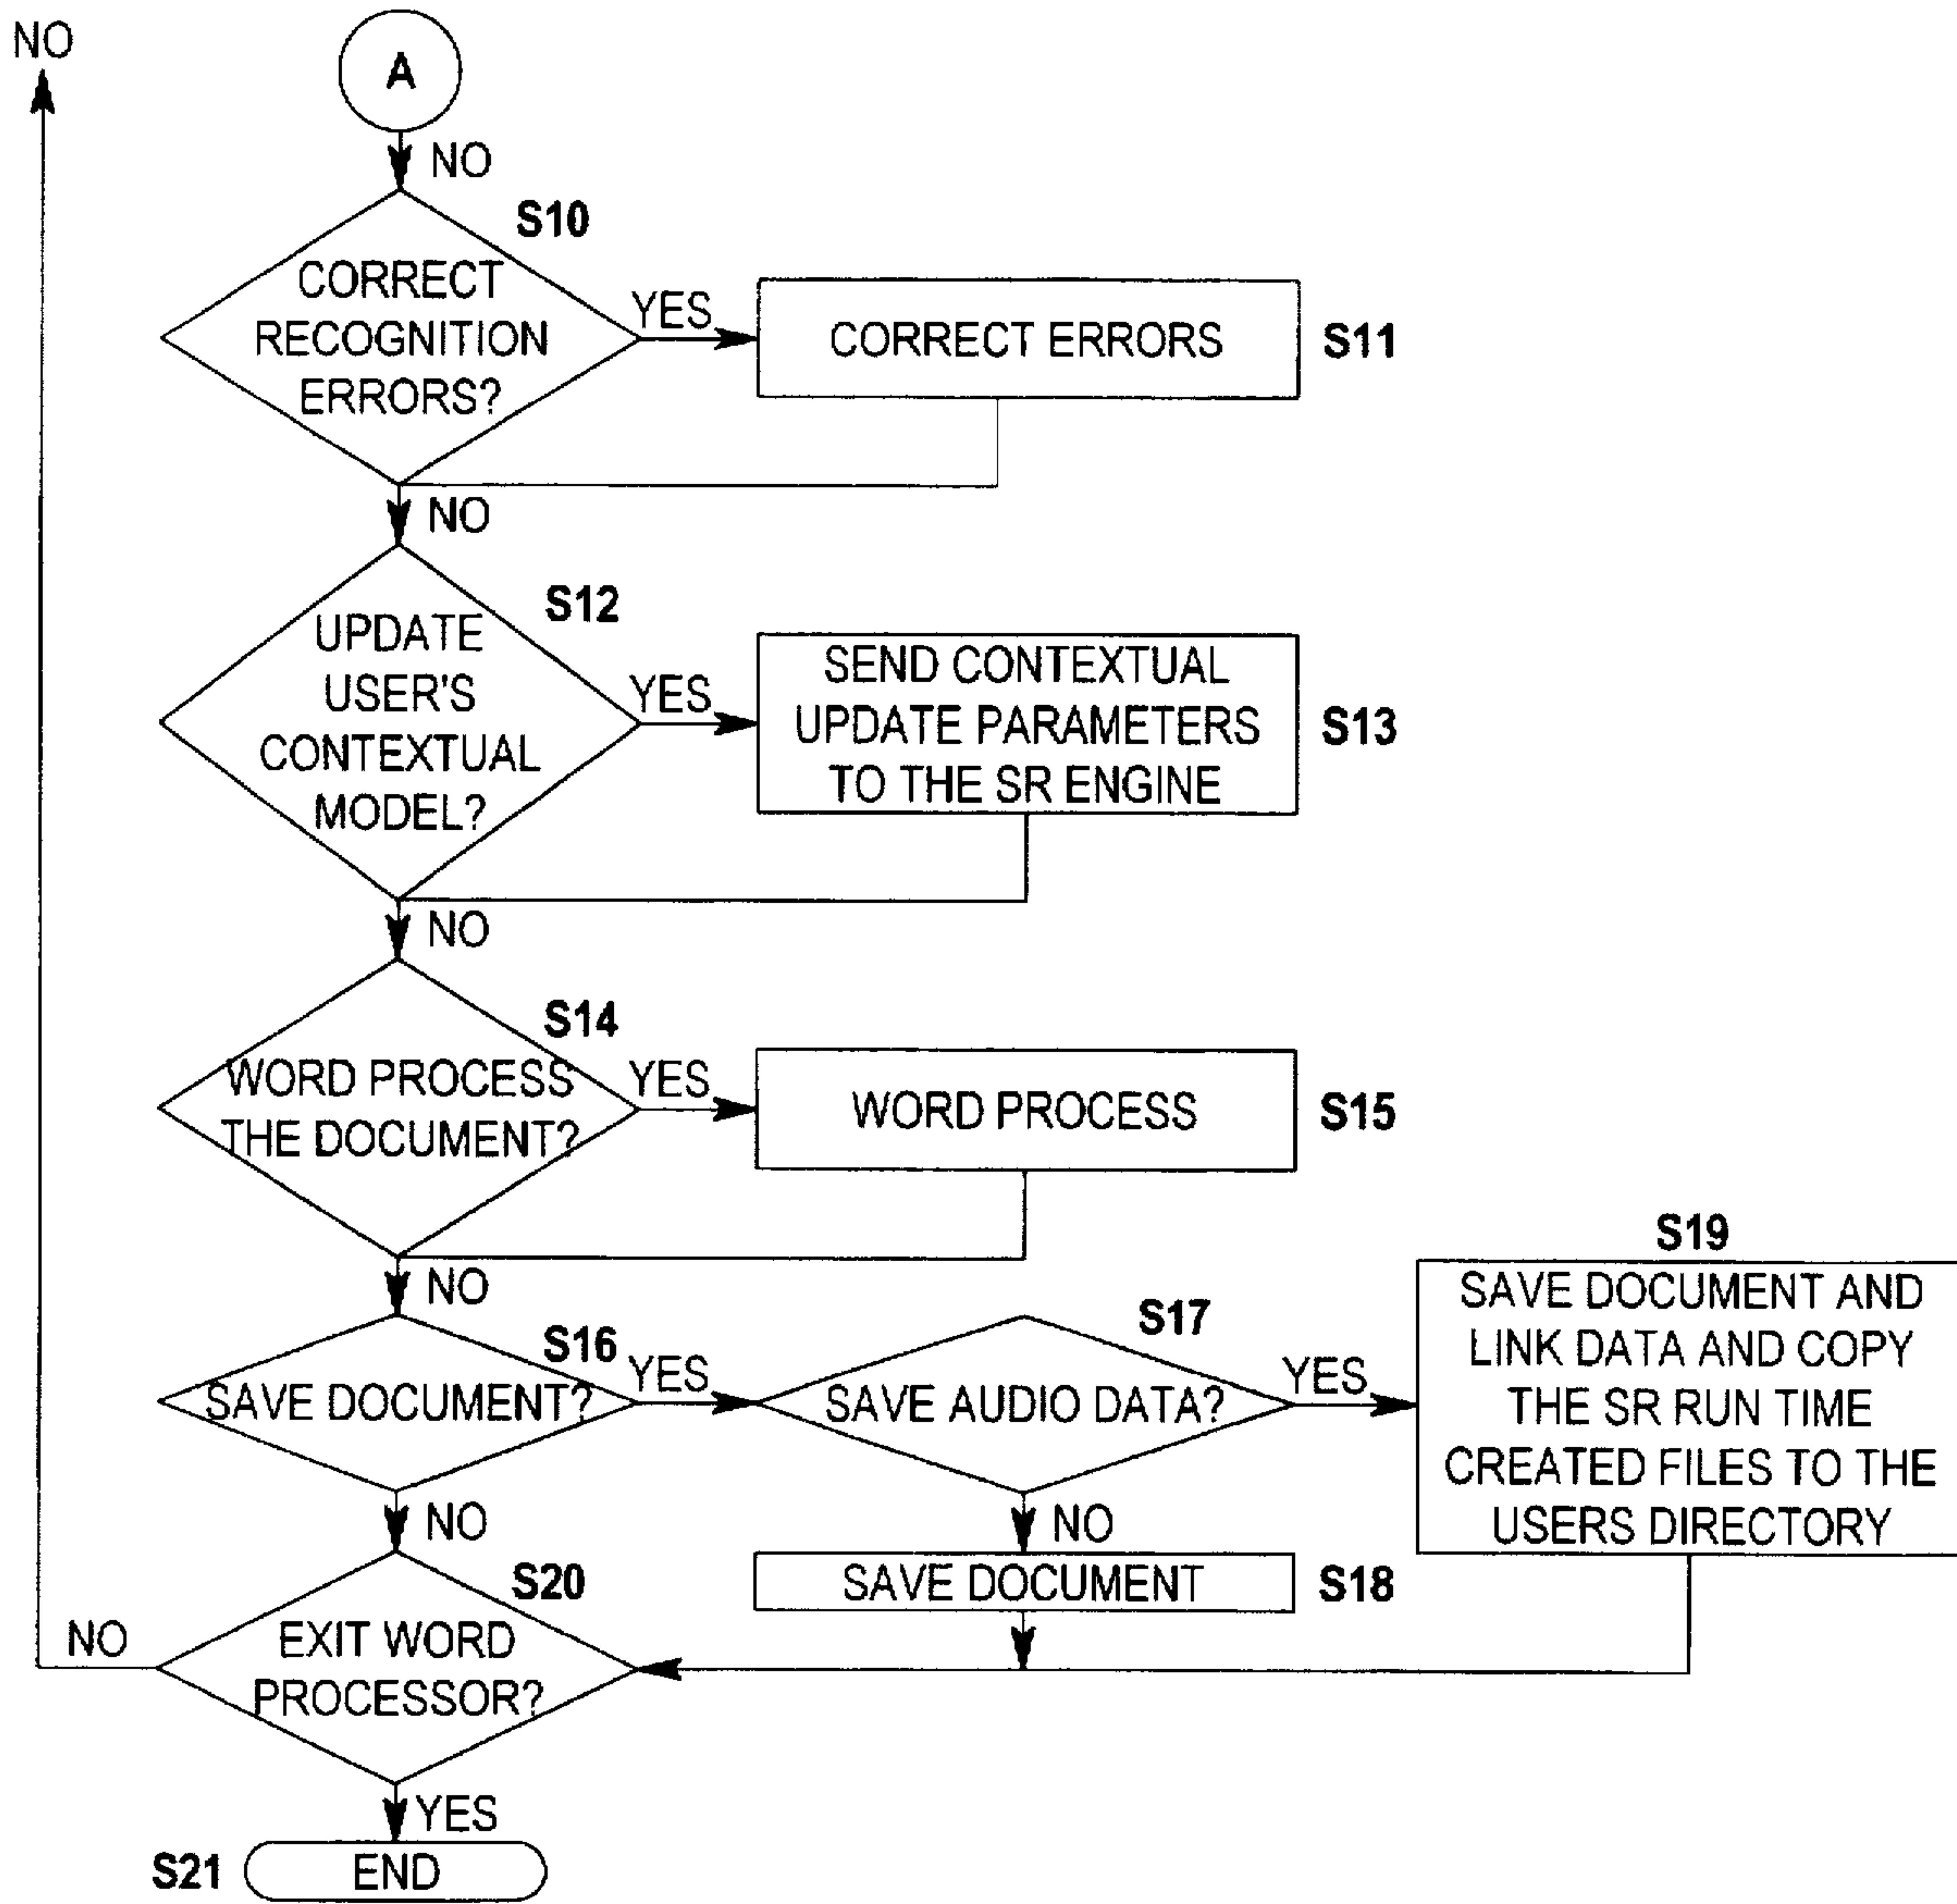 NO
A
NO
S10
CORRECT
RECOGNITION
ERRORS?
YES
CORRECT ERRORS
S11
NO
S12
UPDATE
USER'S
CONTEXTUAL
MODEL?
YES
SEND CONTEXTUAL
UPDATE PARAMETERS
TO THE SR ENGINE
S13
NO
S14
WORD PROCESS
THE DOCUMENT?
YES
WORD PROCESS
S15
NO
S16
SAVE DOCUMENT?
YES
S17
SAVE AUDIO DATA?
YES
S19
SAVE DOCUMENT AND
LINK DATA AND COPY
THE SR RUN TIME
CREATED FILES TO THE
USERS DIRECTORY
NO
NO
SAVE DOCUMENT
S18
S20
EXIT WORD
PROCESSOR?
NO
YES
S21
END